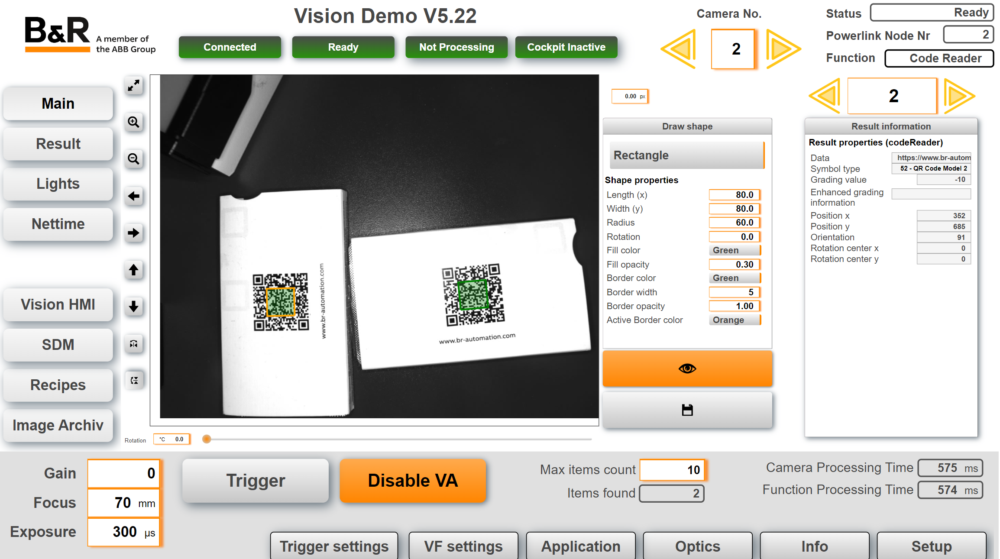 B&R
A member of
the ABB Group
Vision Demo V5.22
Connected
Ready
Not Processing
Cockpit Inactive
Camera No.
2
Status
Ready
Powerlink Node Nr
2
Function
Code Reader
Main
Result
Lights
Nettime
Vision HMI
SDM
Recipes
Image Archiv
www.br-automation.com
www.br-automation.com
Rotation
°C 0.0
0.00 px
Draw shape
Rectangle
Shape properties
Length (x) 80.0
Width (y) 80.0
Radius 60.0
Rotation 0.0
Fill color Green
Fill opacity 0.30
Border color Green
Border width 5
Border opacity 1.00
Active Border color Orange
2
Result information
Result properties (codeReader)
Data https://www.br-autom
Symbol type 52 - QR Code Model 2
Grading value -10
Enhanced grading
information
Position x 352
Position y 685
Orientation 91
Rotation center x 0
Rotation center y 0
Gain 0
Focus 70 mm
Exposure 300 µs
Trigger
Disable VA
Max items count 10
Items found 2
Camera Processing Time 575 ms
Function Processing Time 574 ms
Trigger settings
VF settings
Application
Optics
Info
Setup